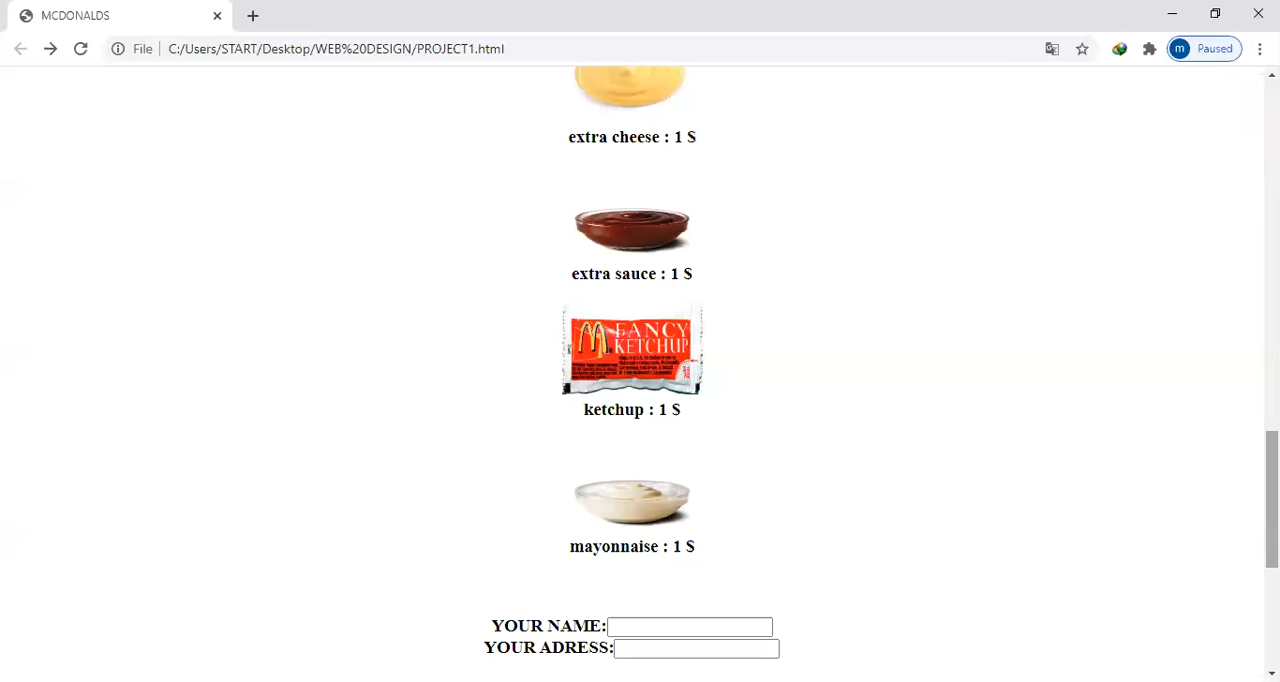 MCDONALDS
File
C:/Users/START/Desktop/WEB%20DESIGN/PROJECT1.html
m
Paused
extra cheese : 1 $
extra sauce : 1 $
FANCY
KETCHUP
ketchup : 1 $
mayonnaise : 1 $
YOUR NAME:
YOUR ADRESS: